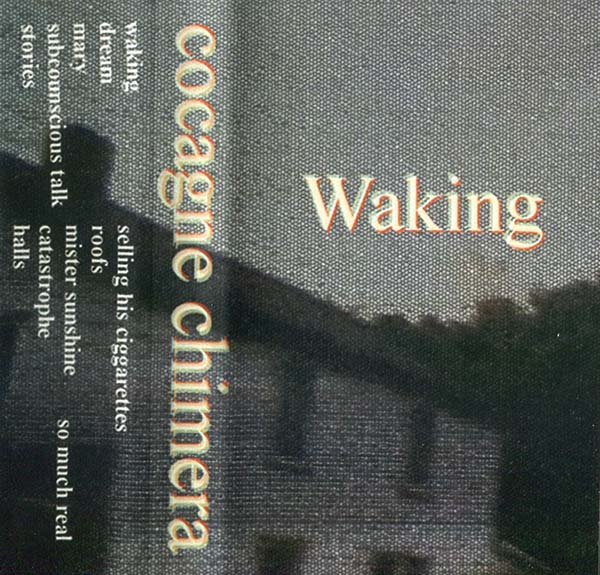 Waking
cocagne chimera
waking
dream
mary
subcounscious talk
stories
selling his ciggarettes
roofs
mister sunshine
catastrophe
halls
so much real